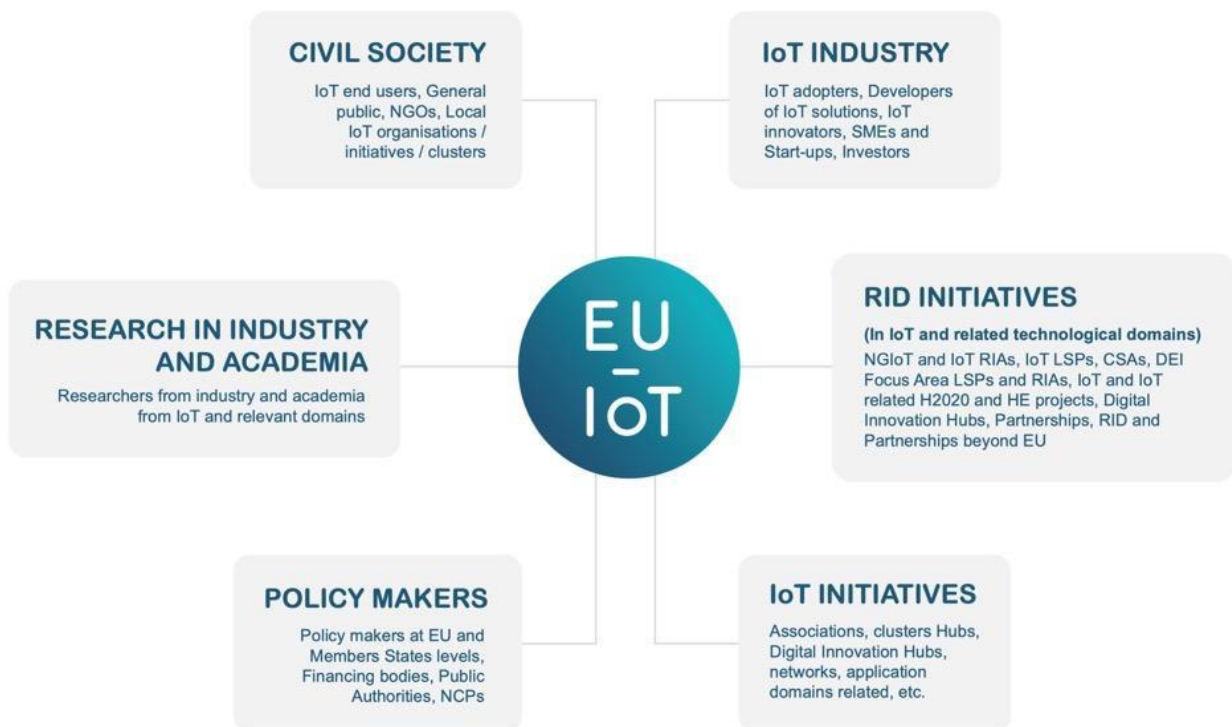 CIVIL SOCIETY
IoT end users, General
public, NGOs, Local
IoT organisations /
initiatives / clusters
IoT INDUSTRY
IoT adopters, Developers
of IoT solutions, IoT
innovators, SMEs and
Start-ups, Investors
RESEARCH IN INDUSTRY
AND ACADEMIA
Researchers from industry and academia
from IoT and relevant domains
EU
-
IoT
RID INITIATIVES
(In IoT and related technological domains)
NGIoT and IoT RIAs, IoT LSPs, CSAs, DEI
Focus Area LSPs and RIAs, IoT and IoT
related H2020 and HE projects, Digital
Innovation Hubs, Partnerships, RID and
Partnerships beyond EU
POLICY MAKERS
Policy makers at EU and
Members States levels,
Financing bodies, Public
Authorities, NCPs
IoT INITIATIVES
Associations, clusters Hubs,
Digital Innovation Hubs,
networks, application
domains related, etc.